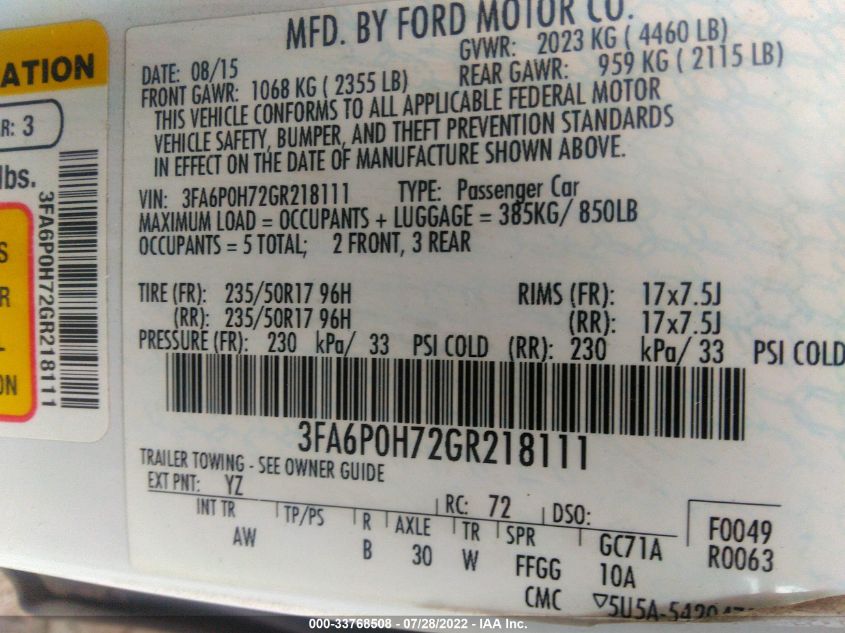 MFD. BY FORD MOTOR CO.
DATE: 08/15 GVWR: 2023 KG ( 4460 LB)
FRONT GAWR: 1068 KG ( 2355 LB) REAR GAWR: 959 KG ( 2115 LB)
THIS VEHICLE CONFORMS TO ALL APPLICABLE FEDERAL MOTOR
VEHICLE SAFETY, BUMPER, AND THEFT PREVENTION STANDARDS
IN EFFECT ON THE DATE OF MANUFACTURE SHOWN ABOVE.
VIN: 3FA6P0H72GR218111 TYPE: Passenger Car
MAXIMUM LOAD = OCCUPANTS + LUGGAGE = 385KG/ 850LB
OCCUPANTS = 5 TOTAL; 2 FRONT, 3 REAR
TIRE (FR): 235/50R17 96H RIMS (FR): 17x7.5J
(RR): 235/50R17 96H (RR): 17x7.5J
PRESSURE (FR): 230 kPa/ 33 PSI COLD (RR): 230 kPa/ 33 PSI COLD
3FA6P0H72GR218111
TRAILER TOWING - SEE OWNER GUIDE
EXT PNT: YZ RC: 72 DSO:
INT TR TP/PS R AXLE TR SPR GC71A F0049
AW B 30 W FFGG 10A R0063
CMC
3
lbs.
3FA6P0H72GR218111
000-33768508 - 07/28/2022 - IAA Inc.